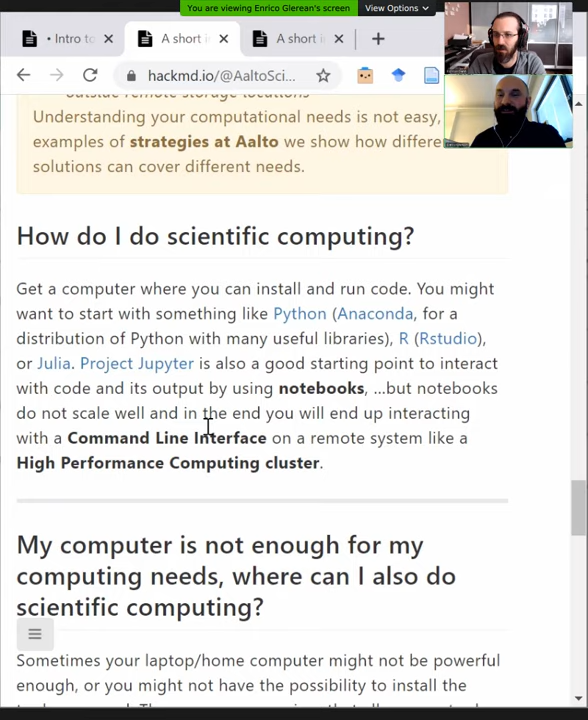 You are viewing Enrico Glerean's screen
View Options
• Intro to
A short i
A short i
hackmd.io/@AaltoSci...
outside remote storage locations
Understanding your computational needs is not easy,
examples of strategies at Aalto we show how differe
solutions can cover different needs.
How do I do scientific computing?
Get a computer where you can install and run code. You might
want to start with something like Python (Anaconda, for a
distribution of Python with many useful libraries), R (Rstudio),
or Julia. Project Jupyter is also a good starting point to interact
with code and its output by using notebooks, ...but notebooks
do not scale well and in the end you will end up interacting
with a Command Line Interface on a remote system like a
High Performance Computing cluster.
My computer is not enough for my
computing needs, where can I also do
scientific computing?
Sometimes your laptop/home computer might not be powerful
enough, or you might not have the possibility to install the